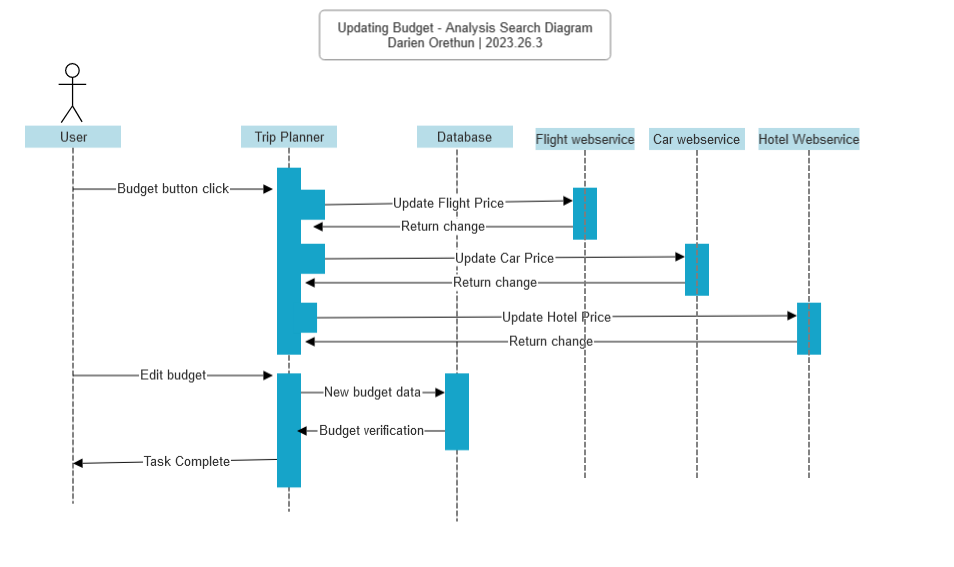 Updating Budget - Analysis Search Diagram
Darien Orethun | 2023.26.3
User
Trip Planner
Database
Flight webservice
Car webservice
Hotel Webservice
Budget button click
Update Flight Price
Return change
Update Car Price
Return change
Update Hotel Price
Return change
Edit budget
New budget data
Budget verification
Task Complete